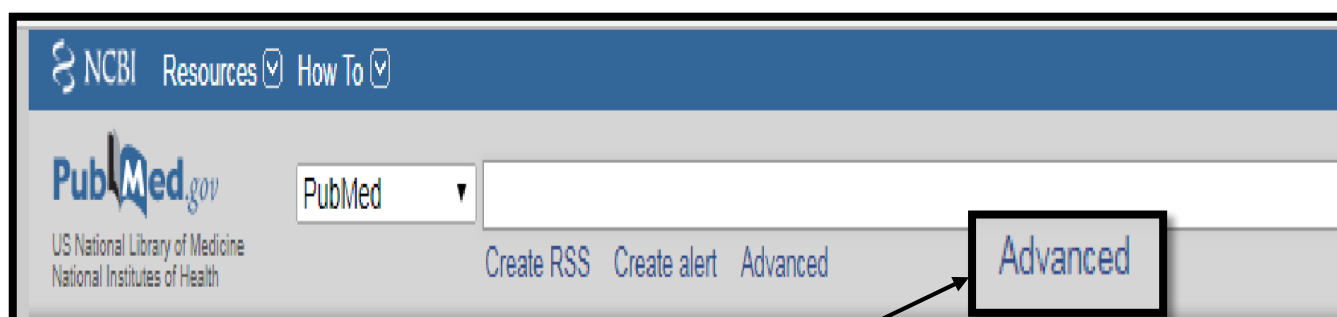 NCBI Resources How To
PubMed.gov
PubMed
US National Library of Medicine
National Institutes of Health
Create RSS Create alert Advanced
Advanced